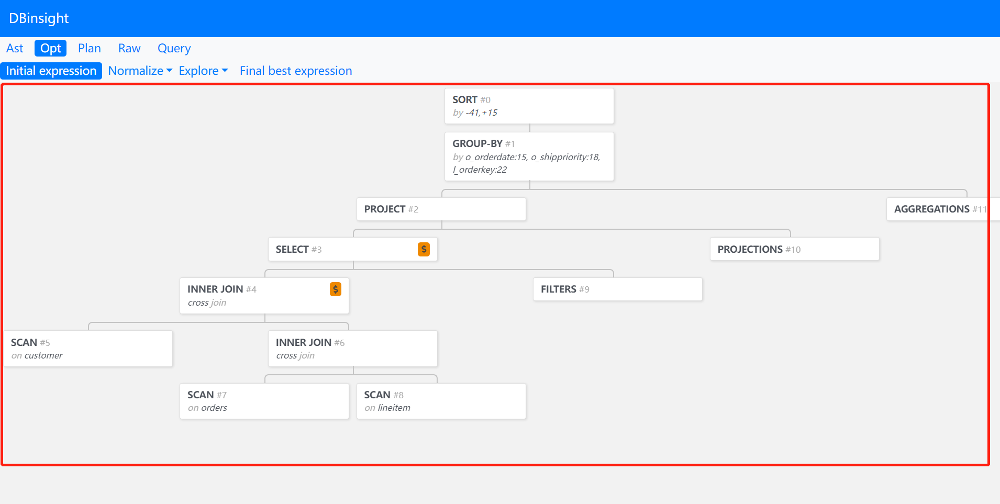 DBinsight
Ast Opt Plan Raw Query
Initial expression Normalize Explore Final best expression
SORT #0
by -41,+15
GROUP-BY #1
by o_orderdate:15, o_shippriority:18,
l_orderkey:22
PROJECT #2
AGGREGATIONS #11
SELECT #3 $
PROJECTIONS #10
INNER JOIN #4 $
cross join
FILTERS #9
SCAN #5
on customer
INNER JOIN #6
cross join
SCAN #7
on orders
SCAN #8
on lineitem